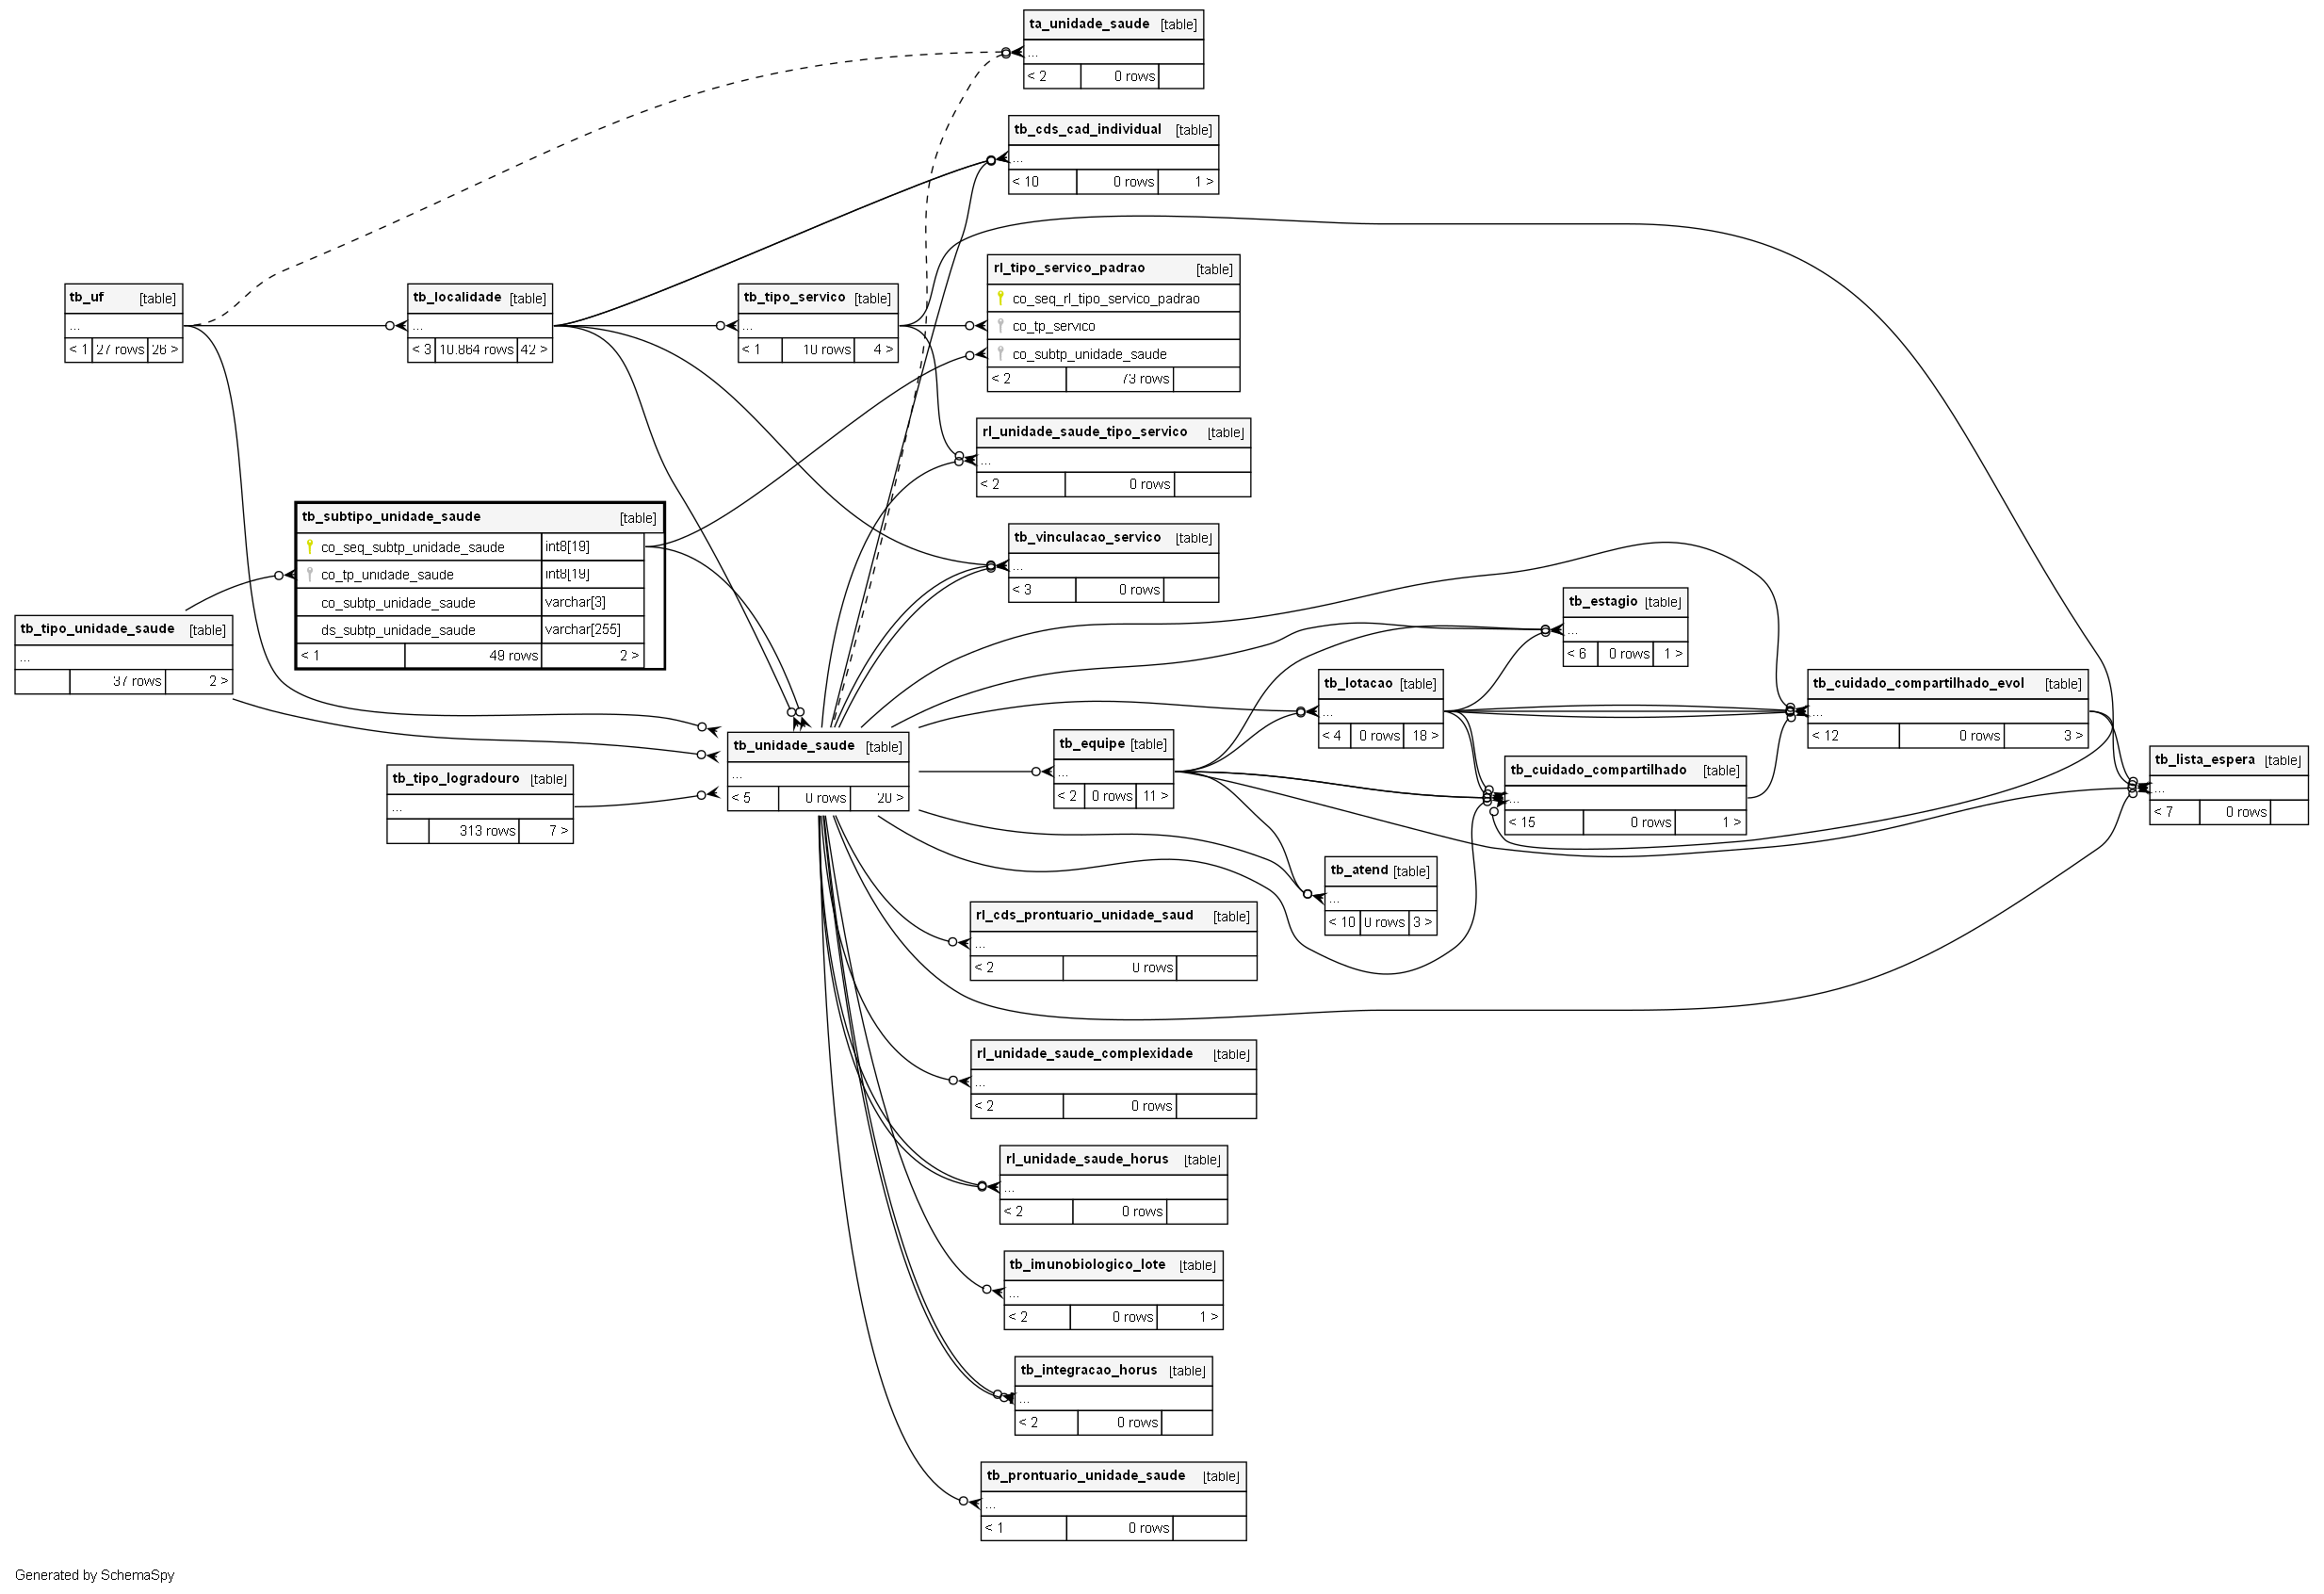 ta_unidade_saude [table]
...
< 2 0 rows
tb_cds_cad_individual [table]
...
< 10 0 rows 1 >
tb_uf [table]
...
< 1 27 rows 26 >
tb_localidade [table]
...
< 3 10.864 rows 42 >
tb_tipo_servico [table]
...
< 1 10 rows 4 >
rl_tipo_servico_padrao [table]
co_seq_rl_tipo_servico_padrao
co_tp_servico
co_subtp_unidade_saude
< 2 73 rows
rl_unidade_saude_tipo_servico [table]
...
< 2 0 rows
tb_subtipo_unidade_saude [table]
co_seq_subtp_unidade_saude int8[19]
co_tp_unidade_saude int8[19]
co_subtp_unidade_saude varchar[3]
ds_subtp_unidade_saude varchar[255]
< 1 49 rows 2 >
tb_vinculacao_servico [table]
...
< 3 0 rows
tb_tipo_unidade_saude [table]
...
37 rows 2 >
tb_estagio [table]
...
< 6 0 rows 1 >
tb_lotacao [table]
...
< 4 0 rows 18 >
tb_cuidado_compartilhado_evol [table]
...
< 12 0 rows 3 >
tb_unidade_saude [table]
...
< 5 0 rows 20 >
tb_equipe [table]
...
< 2 0 rows 11 >
tb_cuidado_compartilhado [table]
...
< 15 0 rows 1 >
tb_lista_espera [table]
...
< 7 0 rows
tb_tipo_logradouro [table]
...
313 rows 7 >
tb_atend [table]
...
< 10 0 rows 3 >
rl_cds_prontuario_unidade_saud [table]
...
< 2 0 rows
rl_unidade_saude_complexidade [table]
...
< 2 0 rows
rl_unidade_saude_horus [table]
...
< 2 0 rows
tb_imunobiologico_lote [table]
...
< 2 0 rows 1 >
tb_integracao_horus [table]
...
< 2 0 rows
tb_prontuario_unidade_saude [table]
...
< 1 0 rows
Generated by SchemaSpy